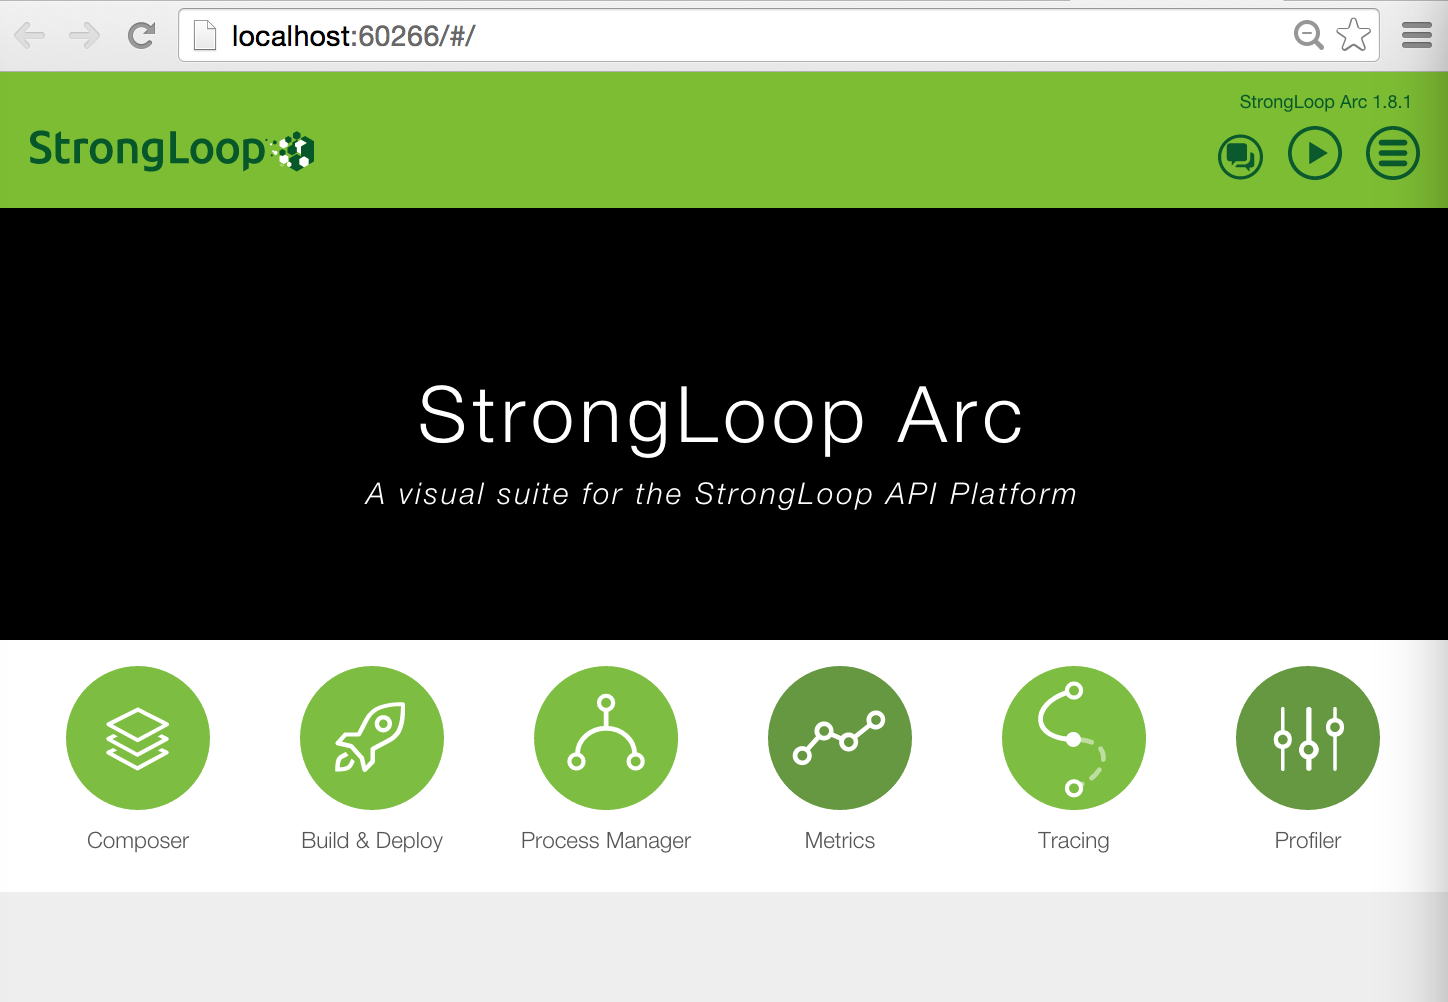 localhost:60266/#/
StrongLoop Arc 1.8.1
StrongLoop
StrongLoop Arc
A visual suite for the StrongLoop API Platform
Composer
Build & Deploy
Process Manager
Metrics
Tracing
Profiler